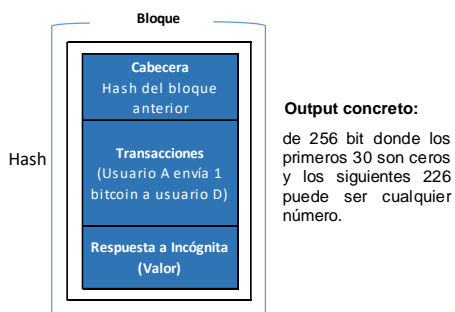 Bloque
Cabecera
Hash del bloque
anterior
Hash
Transacciones
(Usuario A envía 1
bitcoin a usuario D)
Respuesta a Incógnita
(Valor)
Output concreto:
de 256 bit donde los
primeros 30 son ceros
y los siguientes 226
puede ser cualquier
número.